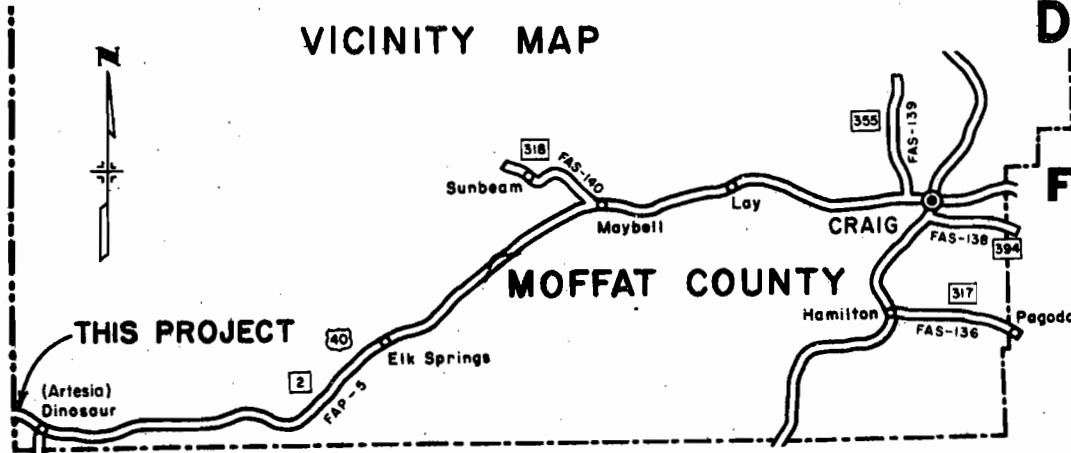 VICINITY MAP
D
N
355
FAS-139
318
FAS-140
F
Sunbeam
Lay
Maybell
CRAIG
FAS-138
394
MOFFAT COUNTY
317
Hamilton
Pagoda
FAS-136
THIS PROJECT
40
Elk Springs
2
FAP-5
(Artesia)
Dinosaur